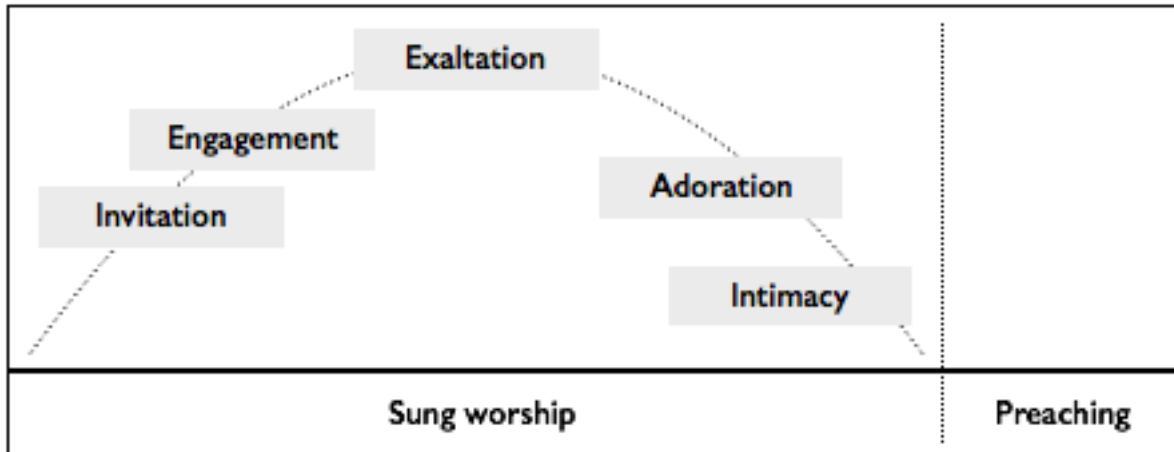 Exaltation
Engagement
Adoration
Invitation
Intimacy
Sung worship
Preaching